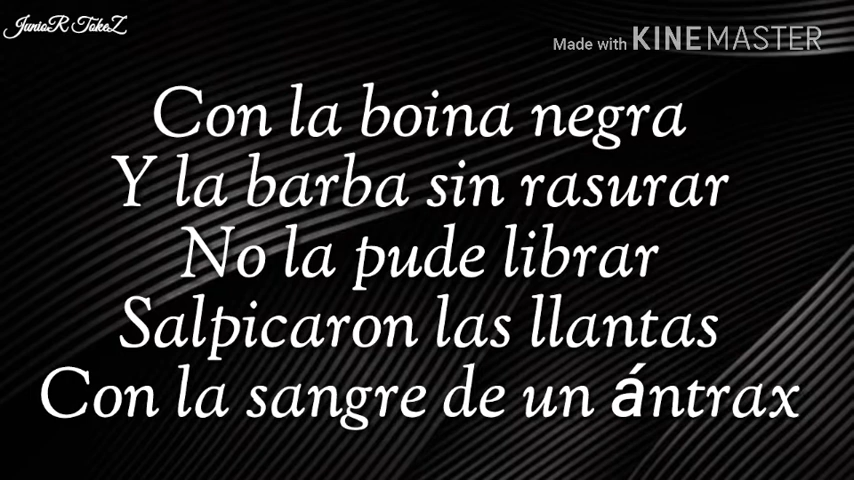 JunioR TokeZ
Made with KINEMASTER
Con la boina negra
Y la barba sin rasurar
No la pude librar
Salpicaron las llantas
Con la sangre de un ántrax